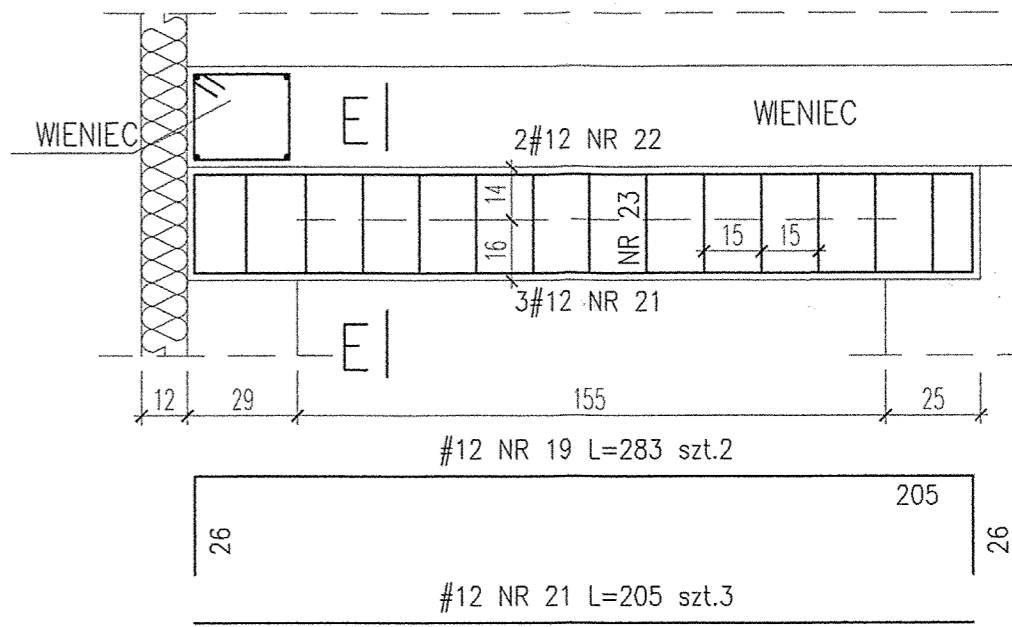 WIENIEC
E
WIENIEC
2#12 NR 22
14
16
NR 23
15
15
3#12 NR 21
E
12
29
155
25
#12 NR 19 L=283 szt.2
205
26
26
#12 NR 21 L=205 szt.3